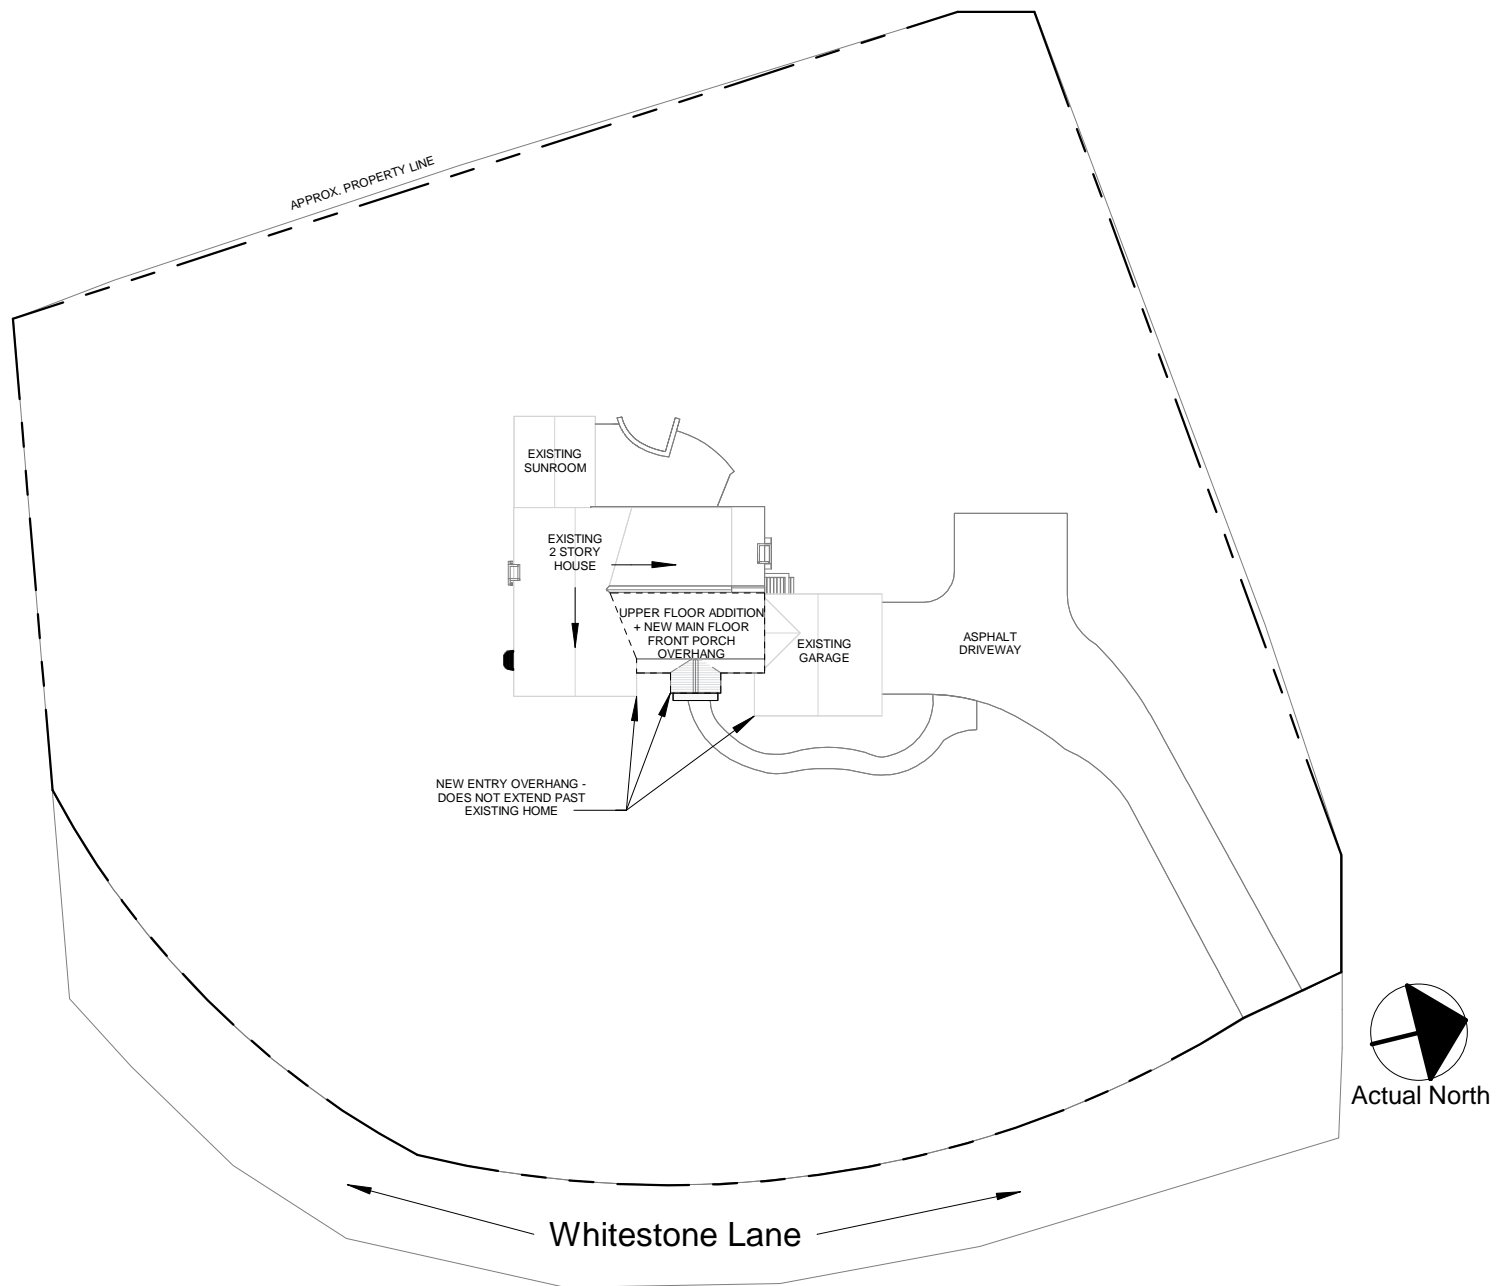 APPROX. PROPERTY LINE
EXISTING
SUNROOM
EXISTING
2 STORY
HOUSE
UPPER FLOOR ADDITION
+ NEW MAIN FLOOR
FRONT PORCH
OVERHANG
EXISTING
GARAGE
ASPHALT
DRIVEWAY
NEW ENTRY OVERHANG -
DOES NOT EXTEND PAST
EXISTING HOME
Actual North
Whitestone Lane